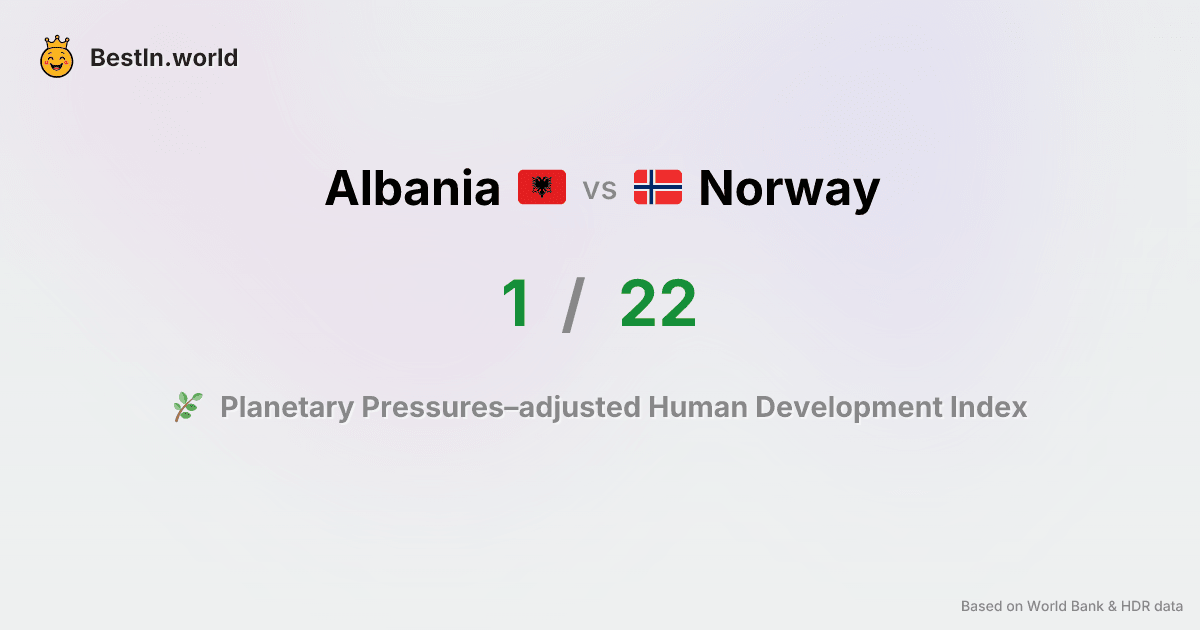 BestIn.world
Albania vs Norway
1 / 22
Planetary Pressures–adjusted Human Development Index
Based on World Bank & HDR data